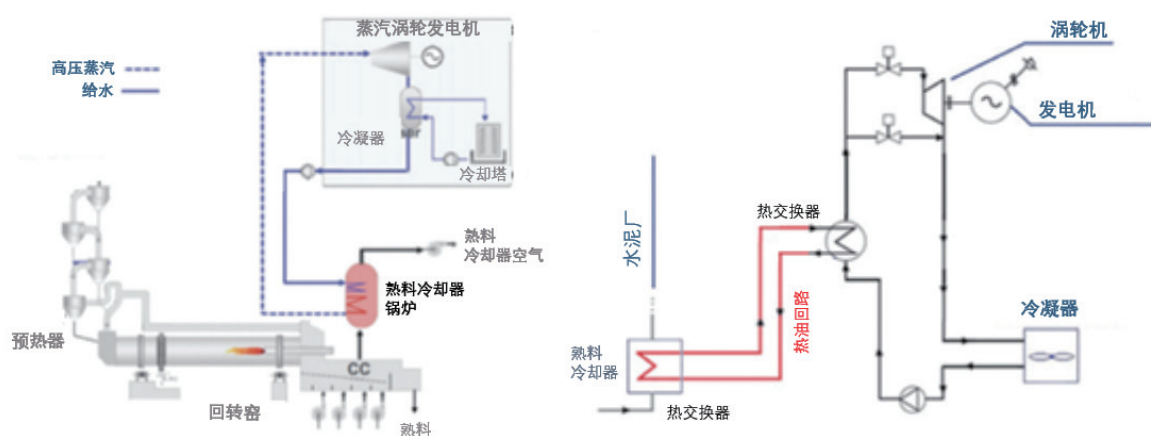 蒸汽涡轮发电机
高压蒸汽
给水
冷凝器
冷却塔
熟料
冷却器空气
熟料冷却器
锅炉
预热器
CC
回转窑
熟料
涡轮机
发电机
热交换器
水泥厂
热油回路
冷凝器
熟料
冷却器
热交换器